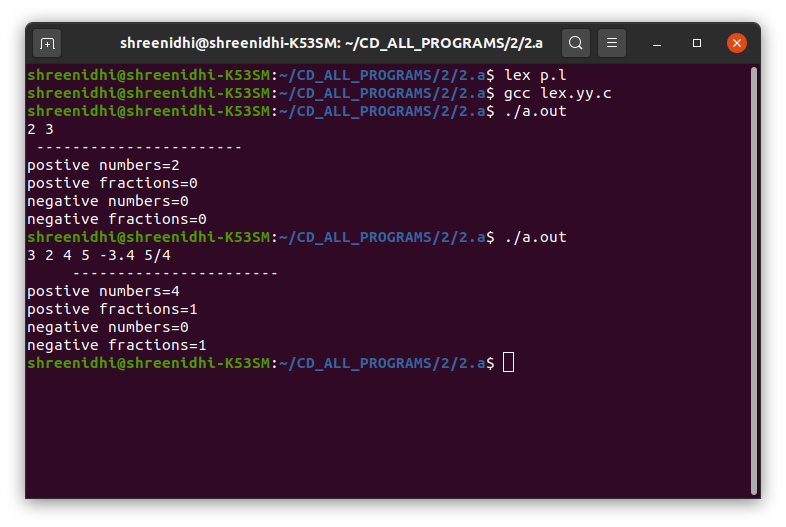 shreenidhi@shreenidhi-K53SM: ~/CD_ALL_PROGRAMS/2/2.a
shreenidhi@shreenidhi-K53SM:~/CD_ALL_PROGRAMS/2/2.a$ lex p.l
shreenidhi@shreenidhi-K53SM:~/CD_ALL_PROGRAMS/2/2.a$ gcc lex.yy.c
shreenidhi@shreenidhi-K53SM:~/CD_ALL_PROGRAMS/2/2.a$ ./a.out
2 3
 -----------------------
postive numbers=2
postive fractions=0
negative numbers=0
negative fractions=0
shreenidhi@shreenidhi-K53SM:~/CD_ALL_PROGRAMS/2/2.a$ ./a.out
3 2 4 5 -3.4 5/4
     -----------------------
postive numbers=4
postive fractions=1
negative numbers=0
negative fractions=1
shreenidhi@shreenidhi-K53SM:~/CD_ALL_PROGRAMS/2/2.a$